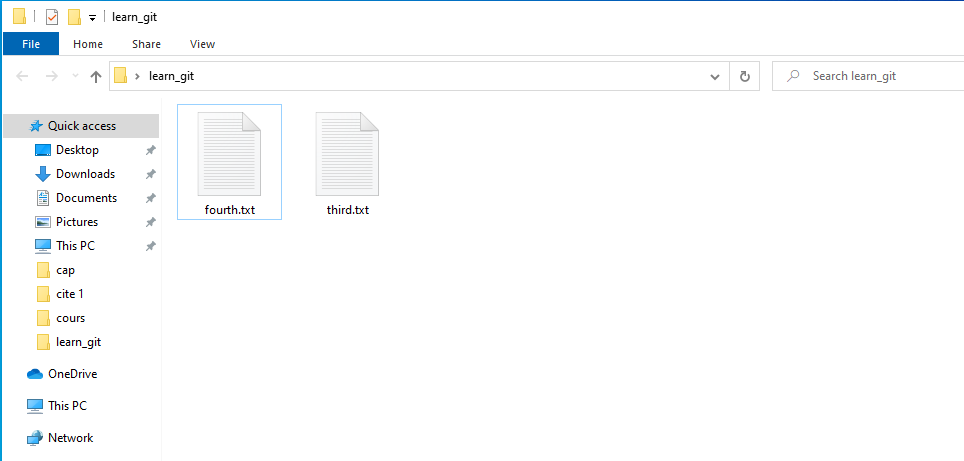 learn_git
File Home Share View
learn_git
Search learn_git
Quick access
Desktop
Downloads
Documents
Pictures
This PC
cap
cite 1
cours
learn_git
OneDrive
This PC
Network
fourth.txt third.txt